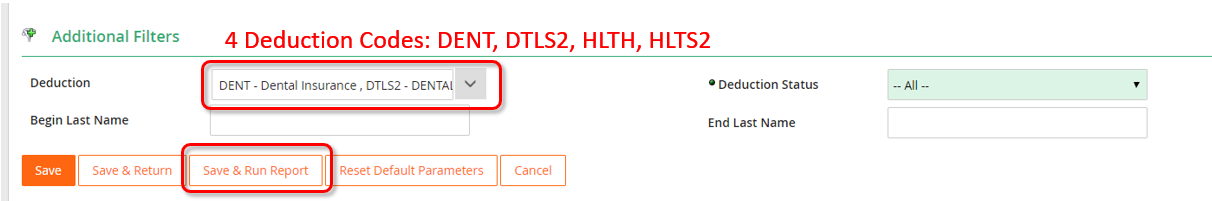 Additional Filters
4 Deduction Codes: DENT, DTLS2, HLTH, HLTS2
Deduction
DENT - Dental Insurance , DTLS2 - DENTAL
Deduction Status
-- All --
Begin Last Name
End Last Name
Save
Save & Return
Save & Run Report
Reset Default Parameters
Cancel